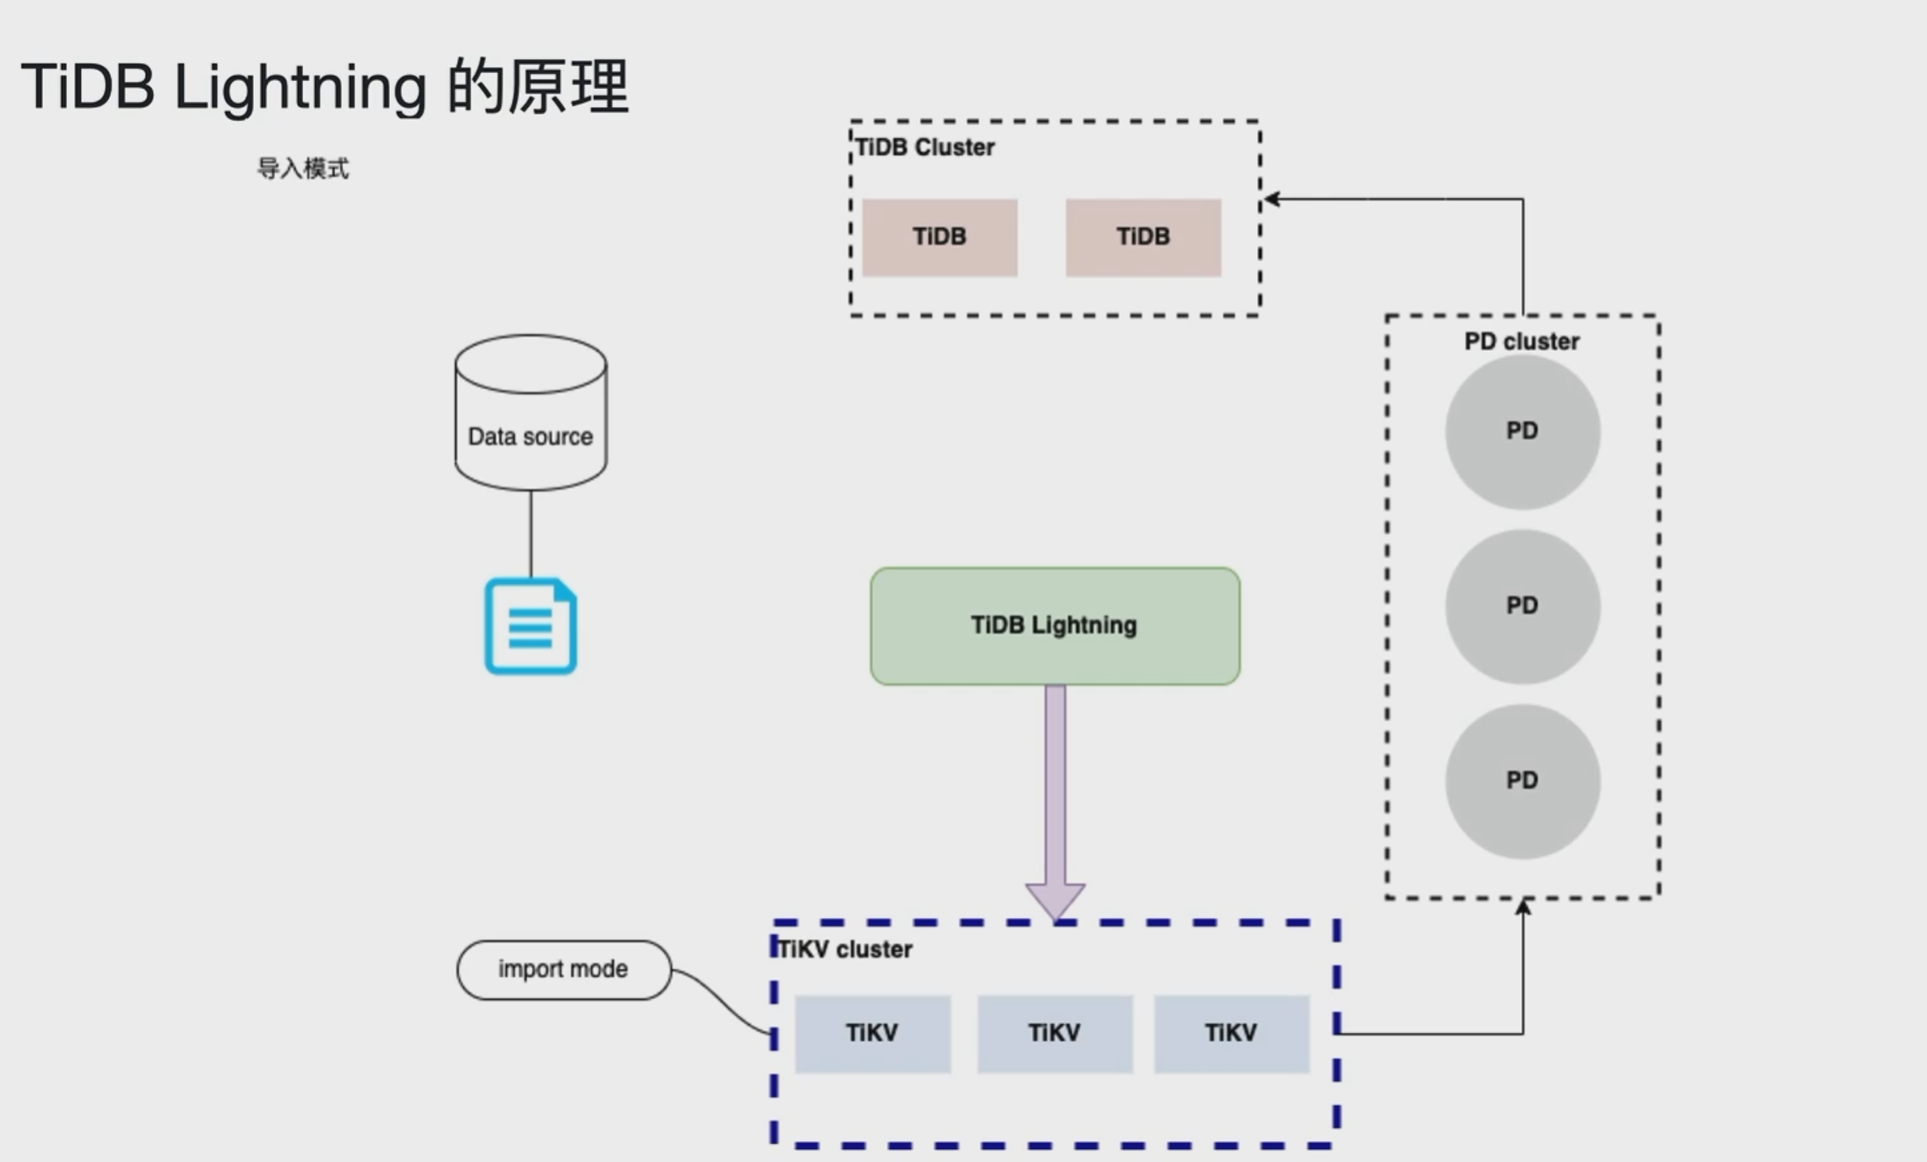 TiDB Lightning 的原理
导入模式
TiDB Cluster
TiDB
TiDB
PD cluster
PD
PD
PD
Data source
TiDB Lightning
import mode
TiKV cluster
TiKV
TiKV
TiKV